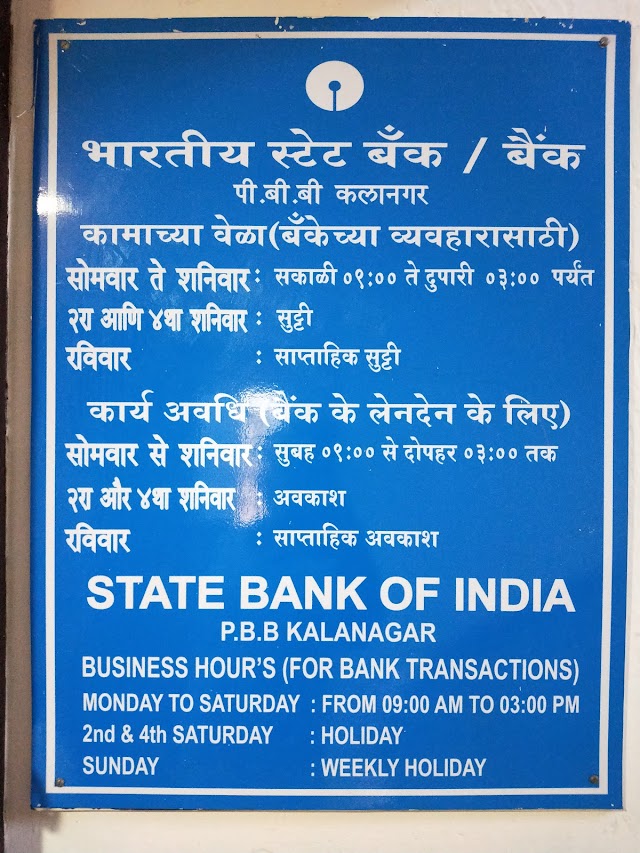 भारतीय स्टेट बँक / बैंक
पी.बी.बी कलानगर
कामाच्या वेळा(बँकेच्या व्यवहारासाठी)
सोमवार ते शनिवार : सकाळी ०९:०० ते दुपारी ०३:०० पर्यंत
२रा आणि ४था शनिवार : सुट्टी
रविवार : साप्ताहिक सुट्टी
कार्य अवधि (बैंक के लेनदेन के लिए)
सोमवार से शनिवार : सुबह ०९:०० से दोपहर ०३:०० तक
२रा और ४था शनिवार : अवकाश
रविवार : साप्ताहिक अवकाश
STATE BANK OF INDIA
P.B.B KALANAGAR
BUSINESS HOUR'S (FOR BANK TRANSACTIONS)
MONDAY TO SATURDAY : FROM 09:00 AM TO 03:00 PM
2nd & 4th SATURDAY : HOLIDAY
SUNDAY : WEEKLY HOLIDAY